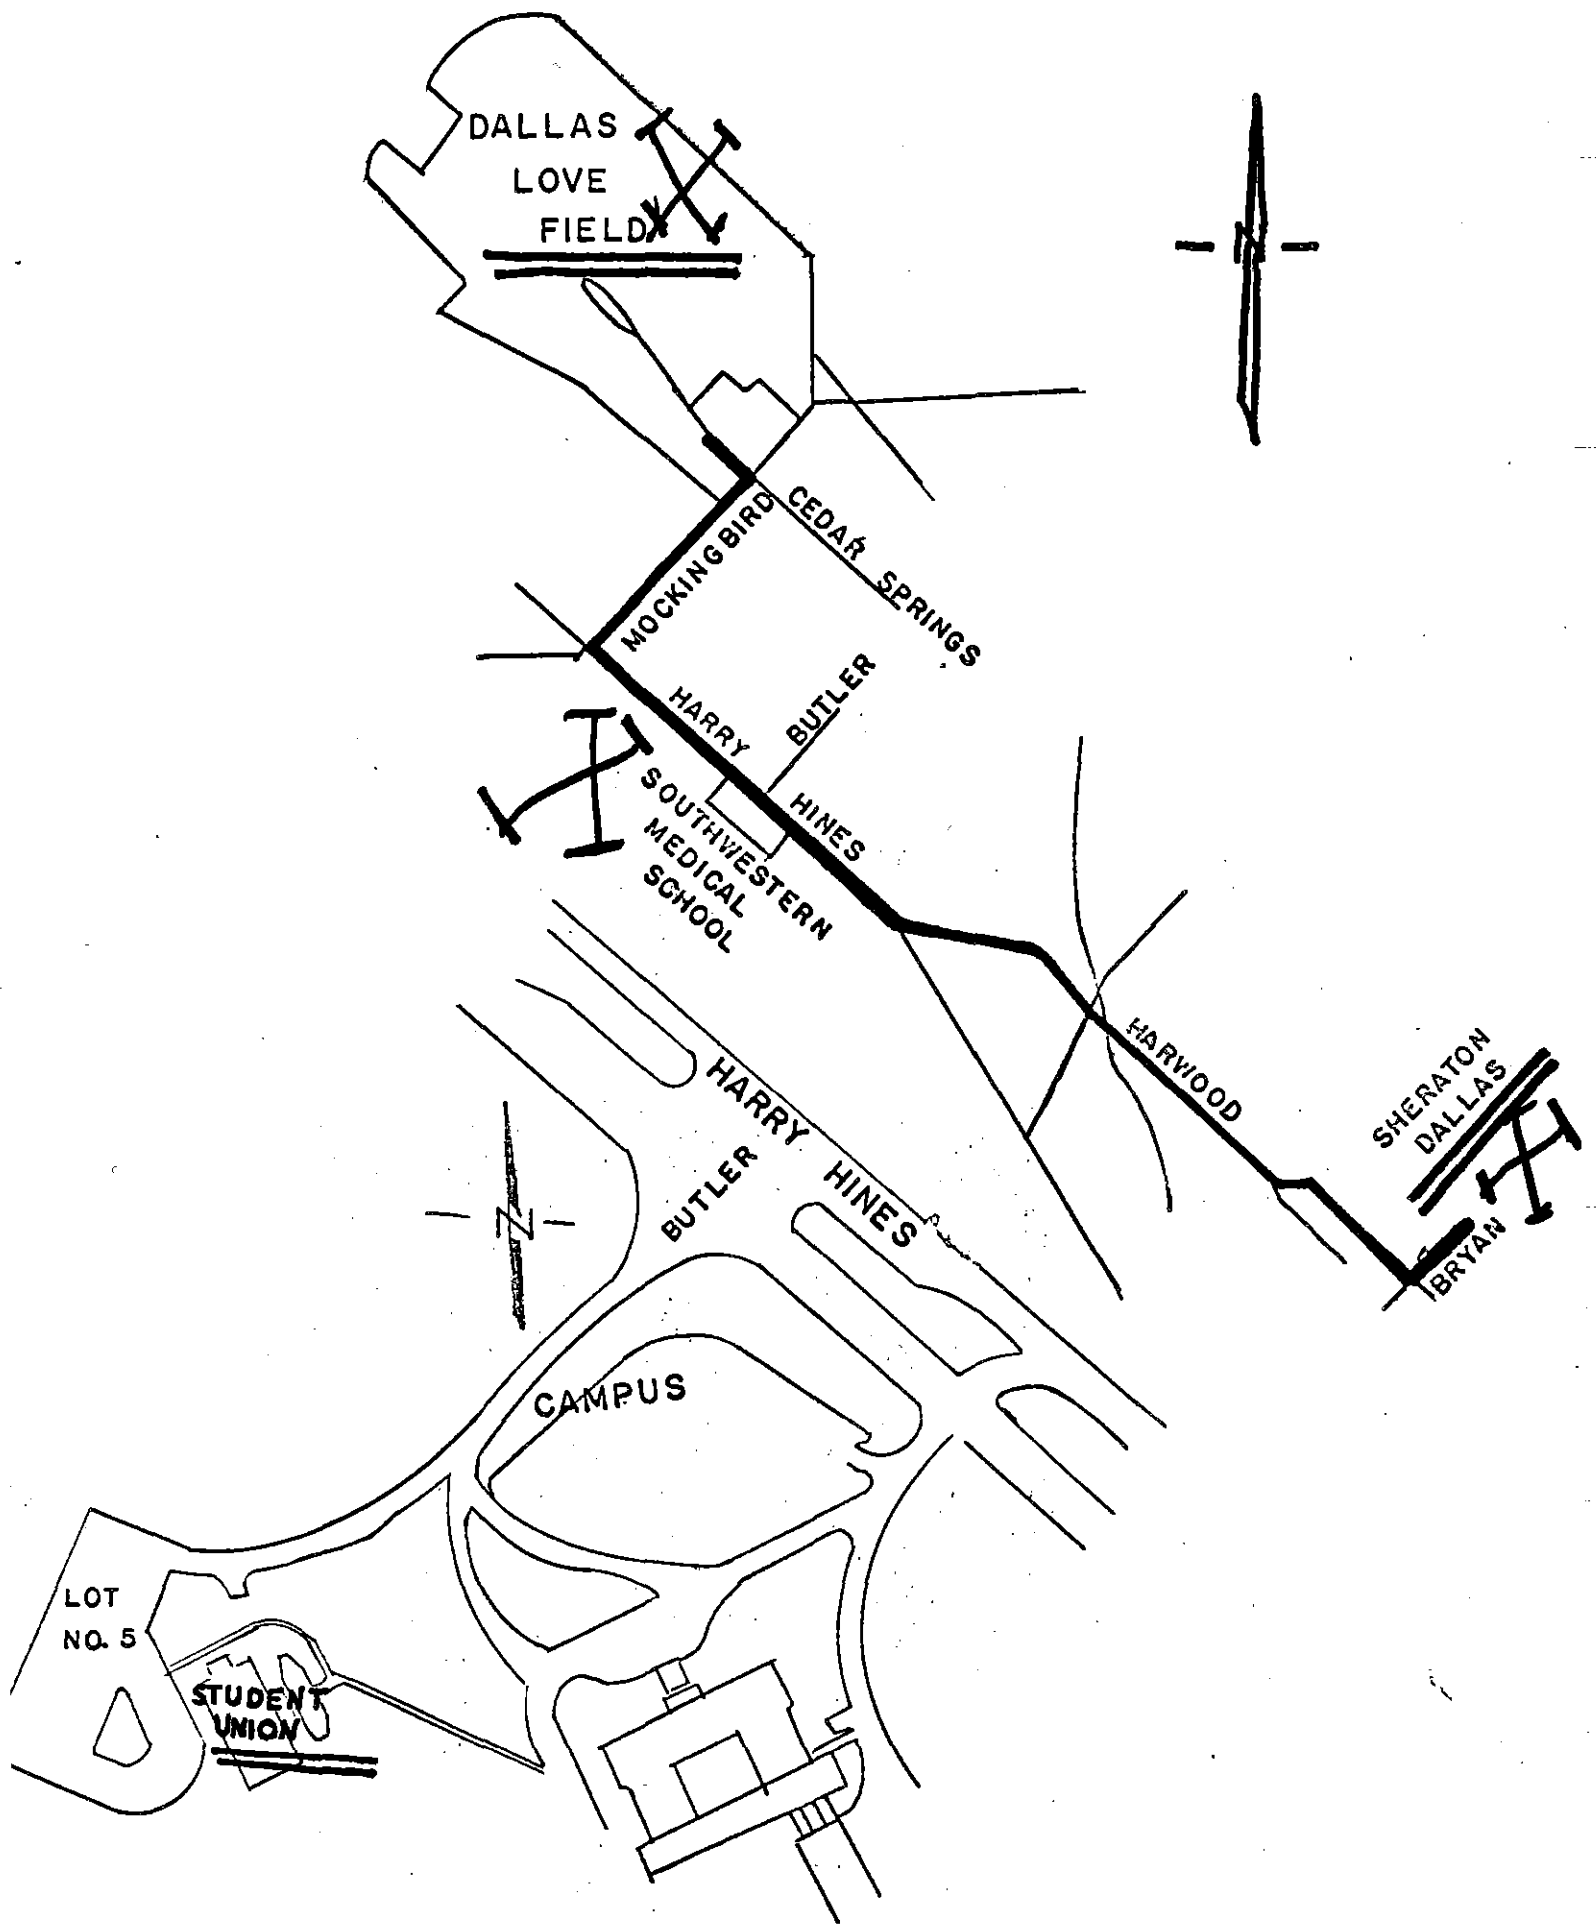 DALLAS
LOVE
FIELD
N
MOCKINGBIRD
CEDAR SPRINGS
HARRY HINES
BUTLER
SOUTHWESTERN
MEDICAL
SCHOOL
HARWOOD
SHERATON
DALLAS
BRYAN
HARRY HINES
BUTLER
N
CAMPUS
LOT
NO. 5
STUDENT
UNION